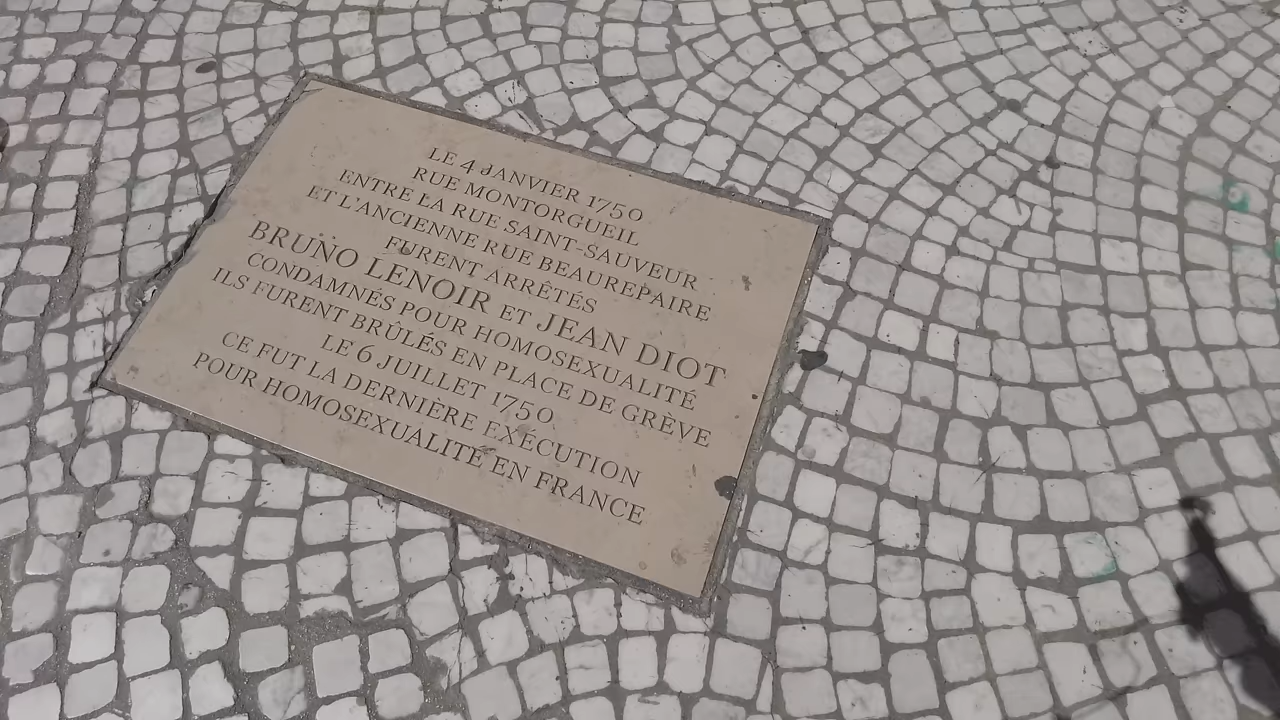 LE 4 JANVIER 1750
RUE MONTORGUEIL
ENTRE LA RUE SAINT-SAUVEUR
ET L'ANCIENNE RUE BEAUREPAIRE
FURENT ARRÊTÉS
BRUNO LENOIR ET JEAN DIOT
CONDAMNÉS POUR HOMOSEXUALITÉ
ILS FURENT BRÛLÉS EN PLACE DE GRÈVE
LE 6 JUILLET 1750
CE FUT LA DERNIÈRE EXÉCUTION
POUR HOMOSEXUALITÉ EN FRANCE